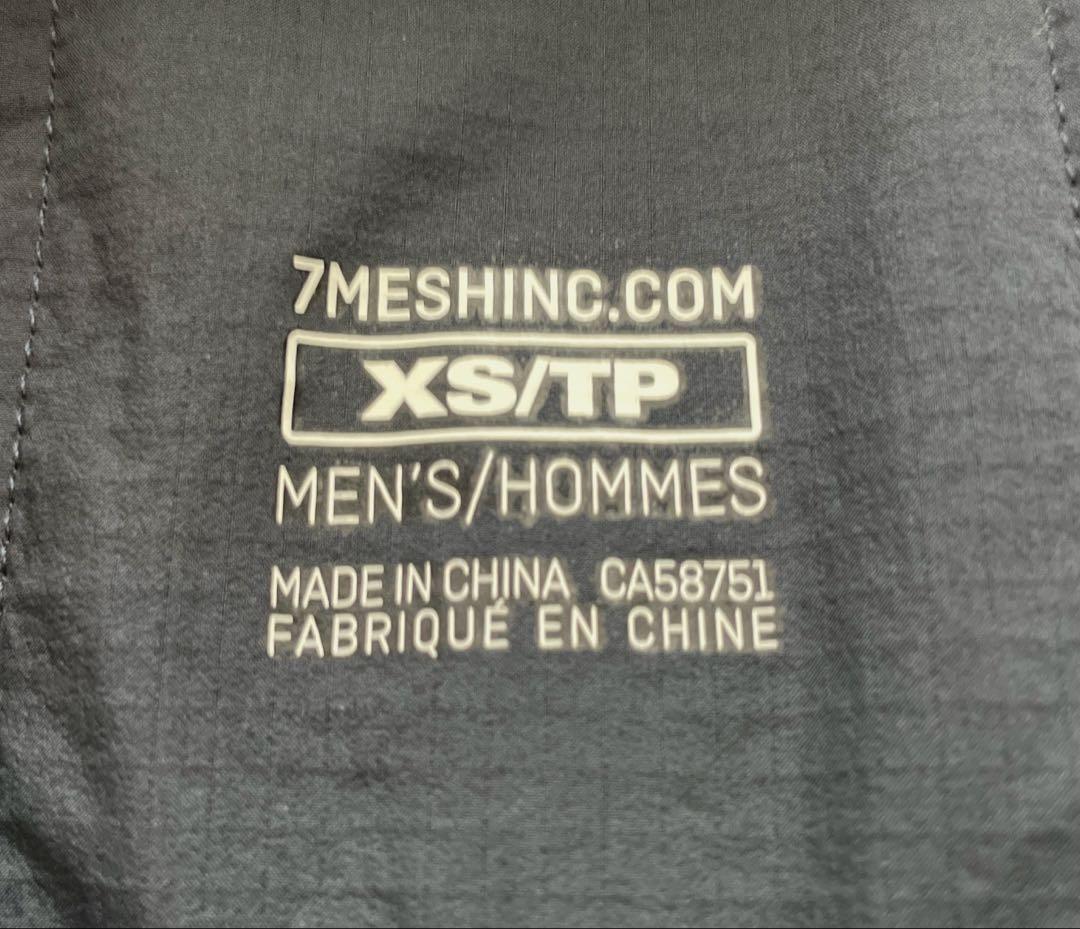 7MESHINC.COM
XS/TP
MEN'S/HOMMES
MADE IN CHINA CA58751
FABRIQUÉ EN CHINE